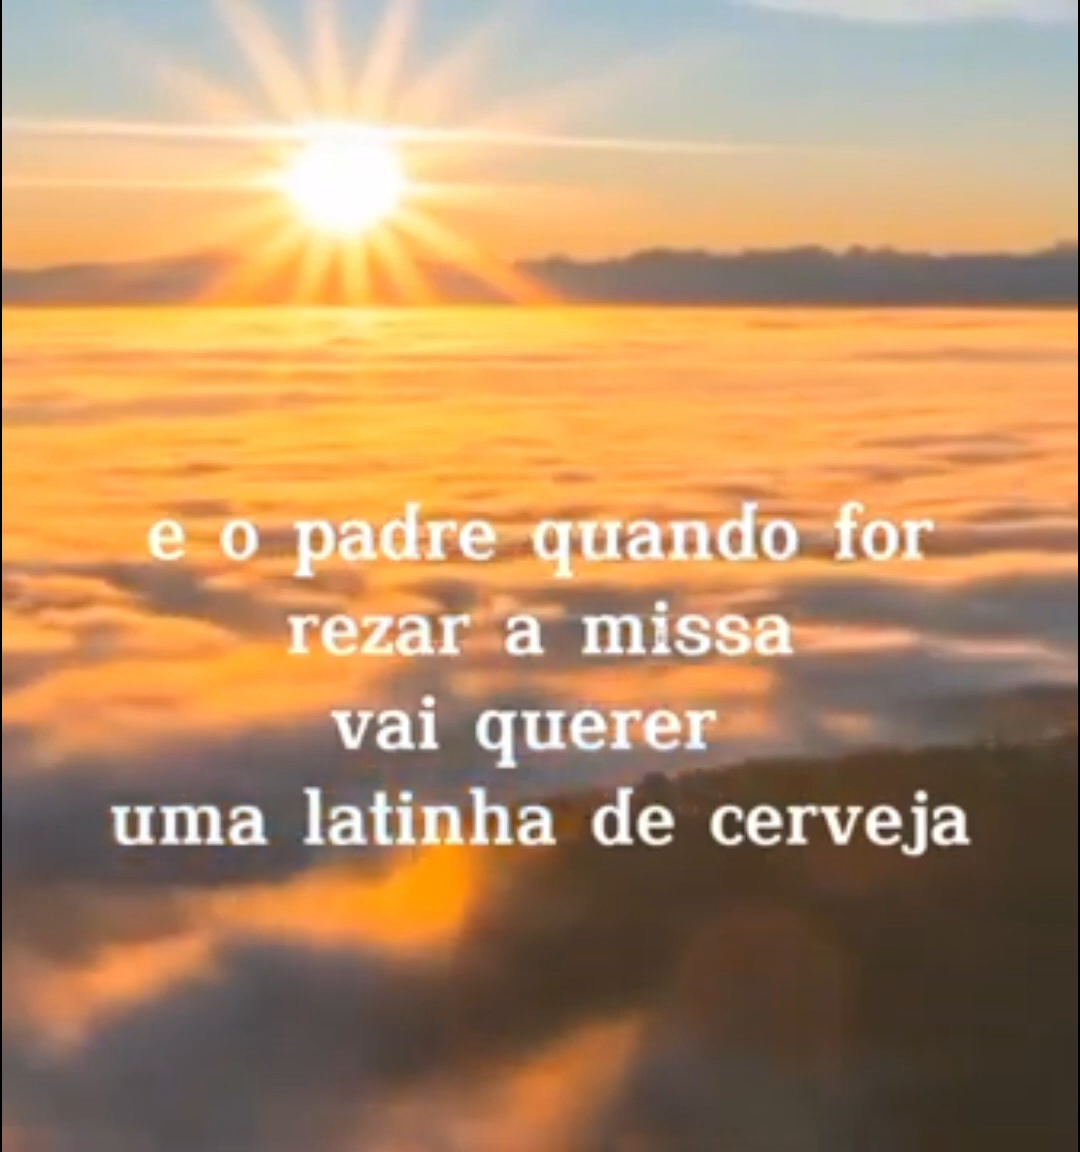 e o padre quando for
rezar a missa
vai querer
uma latinha de cerveja